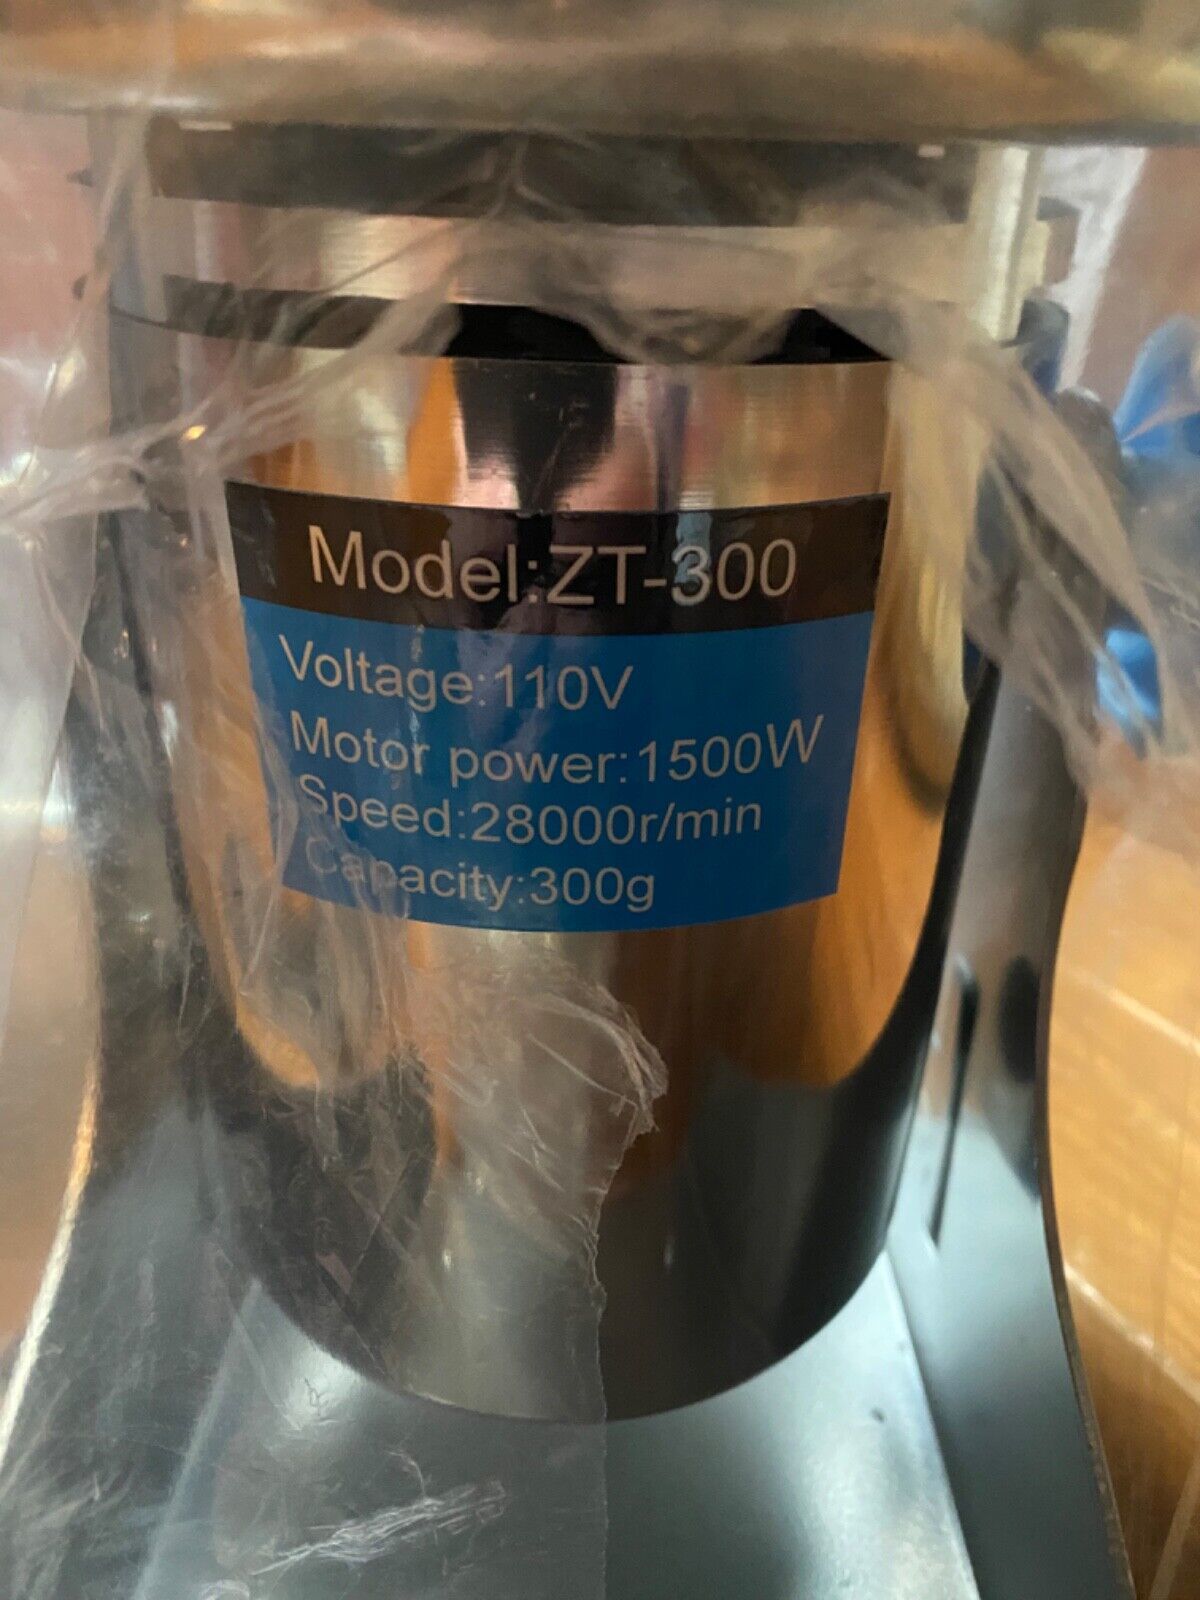 Model:ZT-300
Voltage:110V
Motor power:1500W
Speed:28000r/min
Capacity:300g